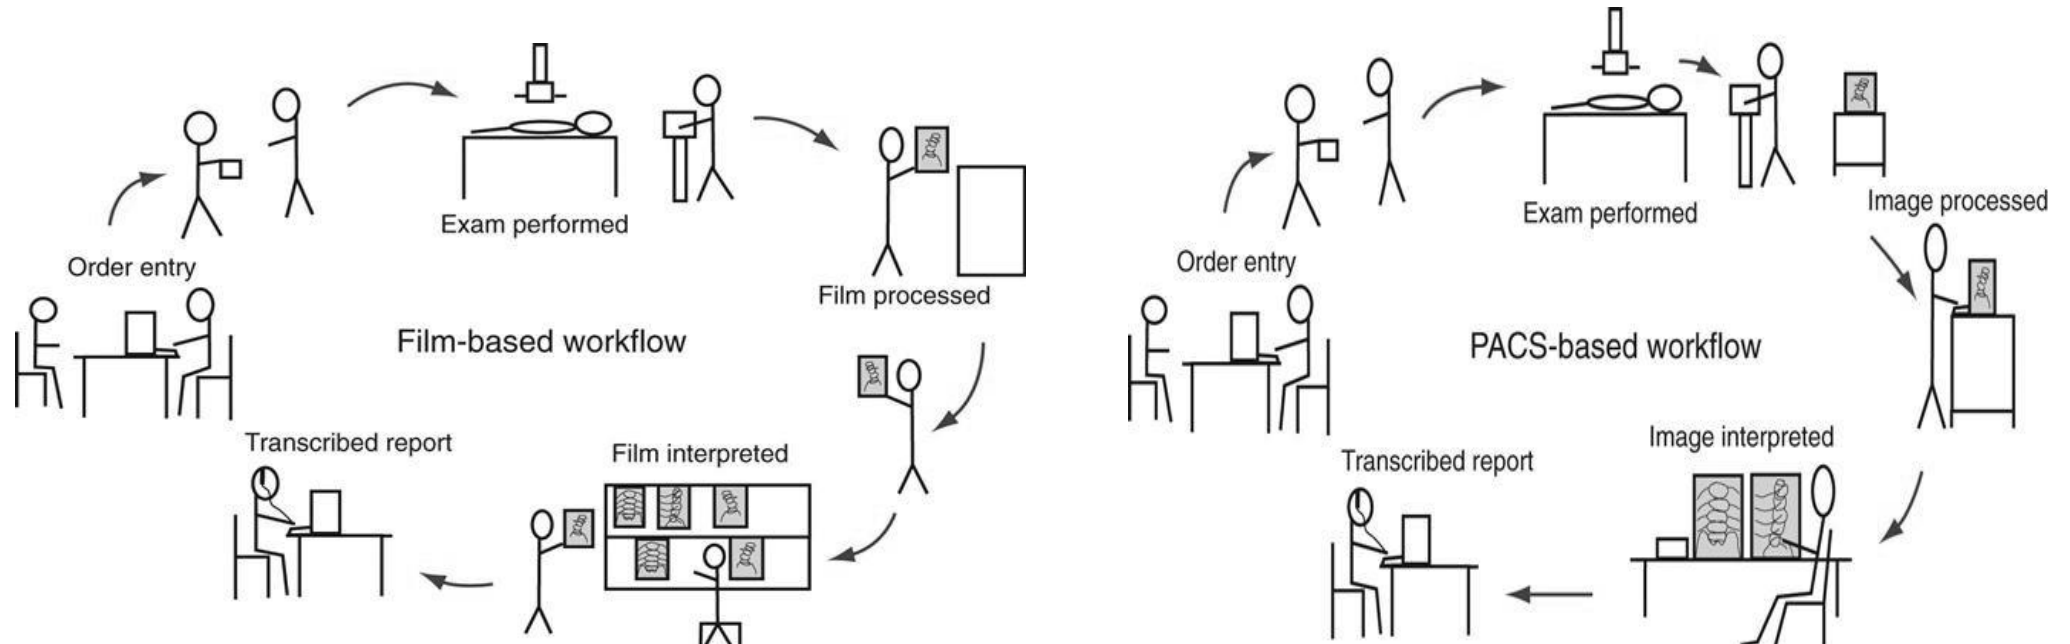 Exam performed
Order entry
Film processed
Film-based workflow
Transcribed report
Film interpreted
Image processed
Exam performed
Order entry
PACS-based workflow
Image interpreted
Transcribed report